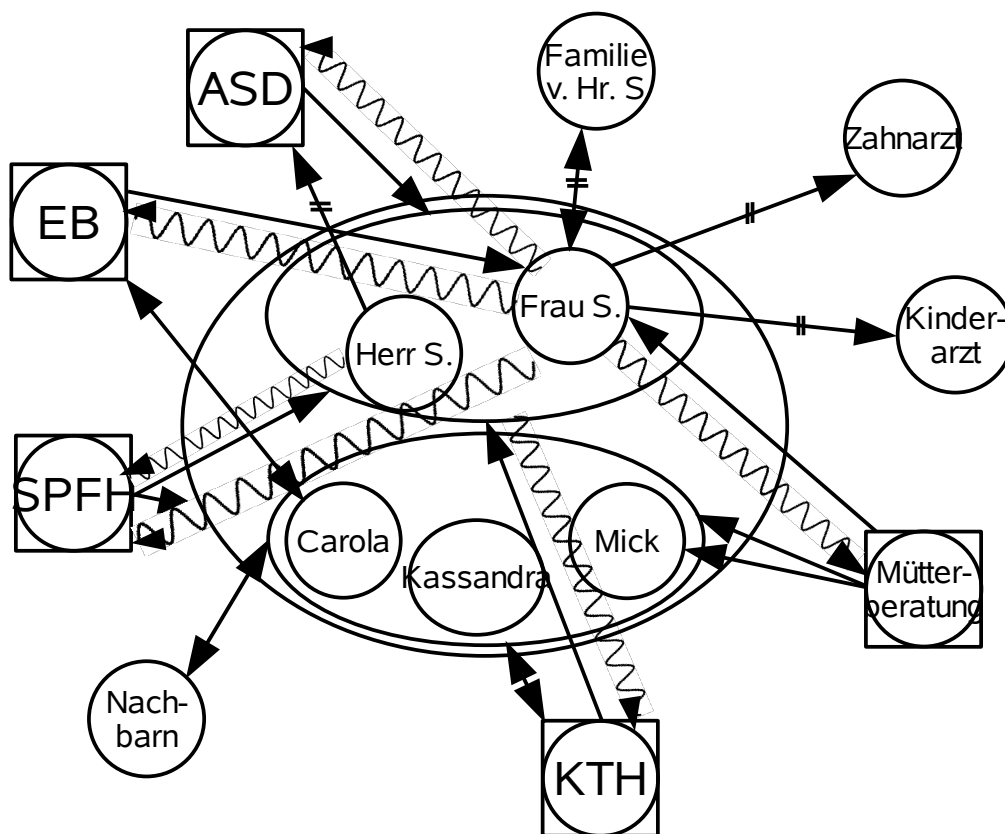 ASD
Familie
v. Hr. S
Zahnarzt
EB
Frau S.
Kinder-
arzt
Herr S.
SPFH
Carola
Kassandra
Mick
Mütter-
beratung
Nach-
barn
KTH